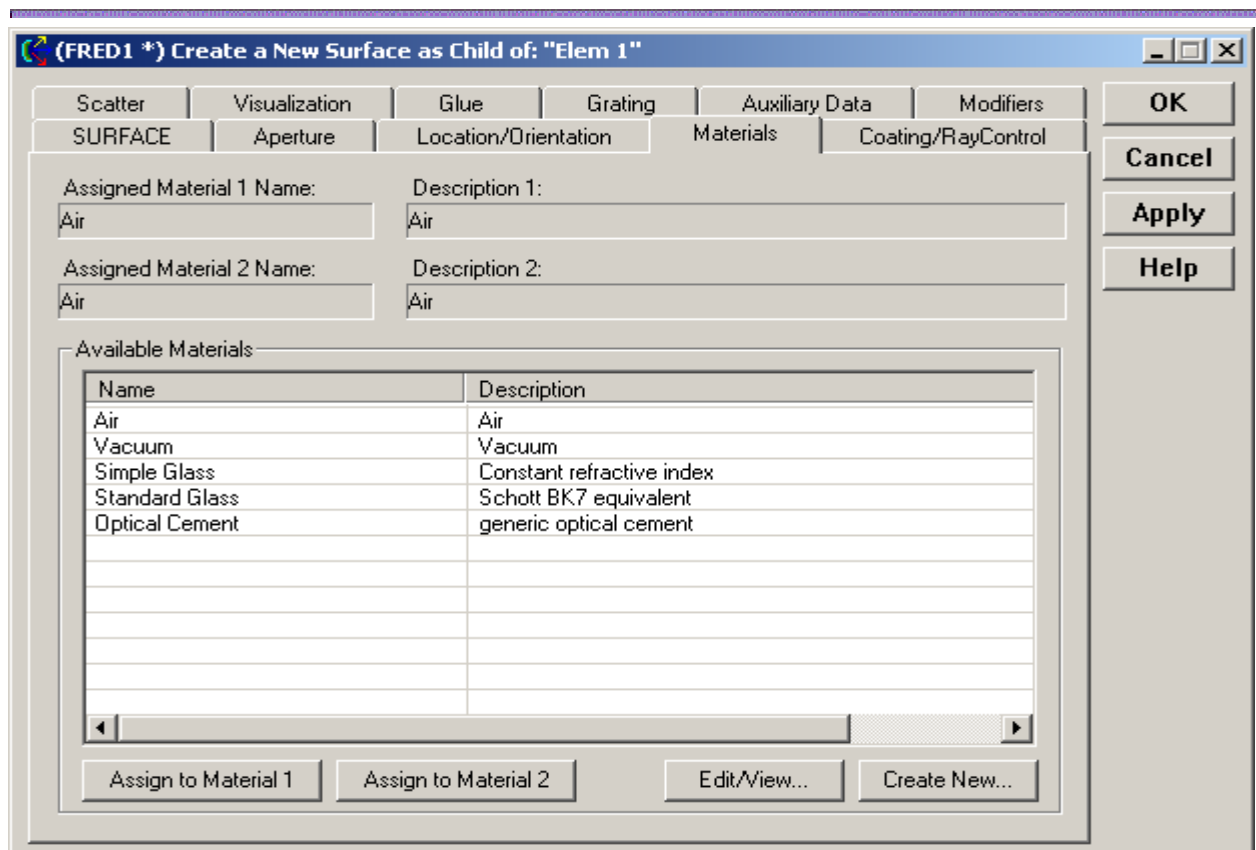 (FRED1 *) Create a New Surface as Child of: "Elem 1"
Scatter Visualization Glue Grating Auxiliary Data Modifiers
SURFACE Aperture Location/Orientation Materials Coating/RayControl
OK
Cancel
Apply
Help
Assigned Material 1 Name: Description 1:
Air Air
Assigned Material 2 Name: Description 2:
Air Air
Available Materials
Name Description
Air Air
Vacuum Vacuum
Simple Glass Constant refractive index
Standard Glass Schott BK7 equivalent
Optical Cement generic optical cement
Assign to Material 1 Assign to Material 2 Edit/View... Create New...